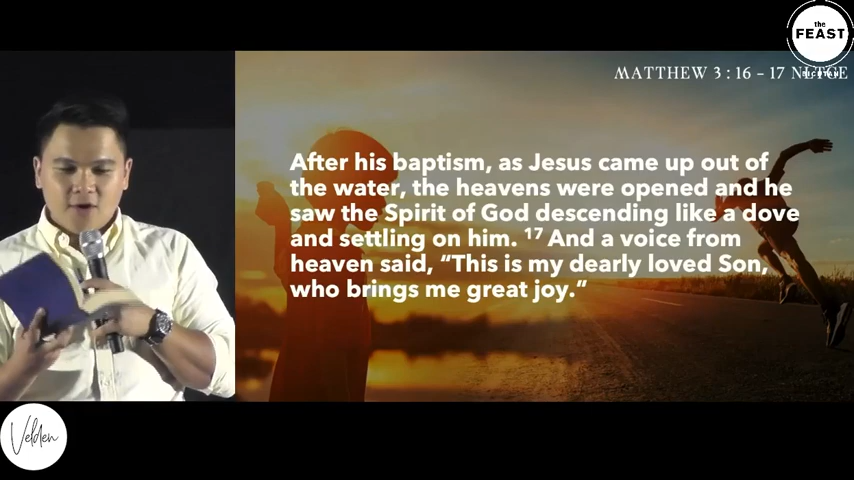 the
FEAST
MATTHEW 3 : 16 - 17 NLTCE
After his baptism, as Jesus came up out of
the water, the heavens were opened and he
saw the Spirit of God descending like a dove
and settling on him. 17 And a voice from
heaven said, “This is my dearly loved Son,
who brings me great joy.”
Velden